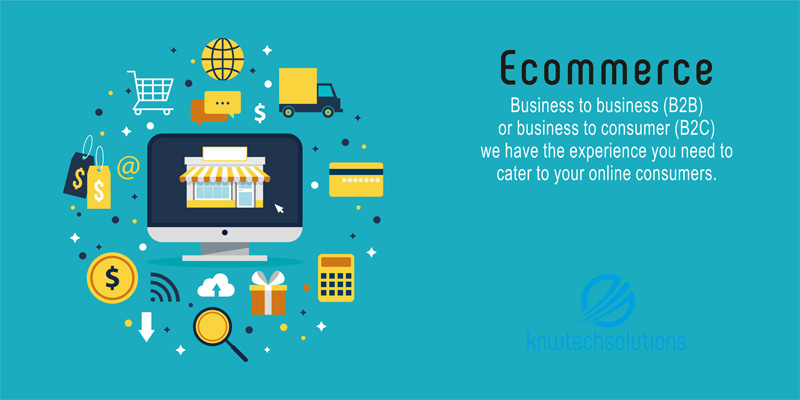 Ecommerce
Business to business (B2B)
or business to consumer (B2C)
we have the experience you need to
cater to your online consumers.
$
@
$
$
$
knwtechsolutions